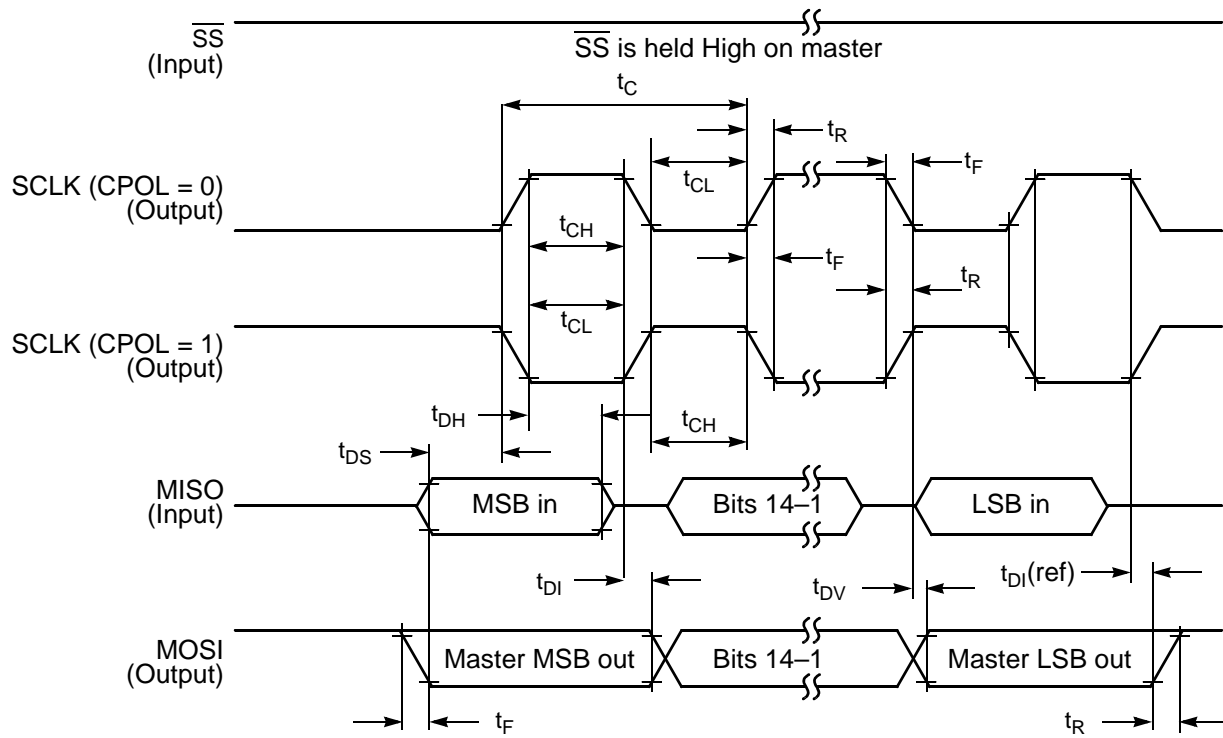 SS
(Input)
SS is held High on master
tC
tR
tCL
tF
SCLK (CPOL = 0)
(Output)
tCH
tF
tR
tCL
SCLK (CPOL = 1)
(Output)
tDH
tCH
tDS
MISO
(Input)
MSB in
Bits 14–1
LSB in
tDI
tDV
tDI(ref)
MOSI
(Output)
Master MSB out
Bits 14–1
Master LSB out
tF
tR